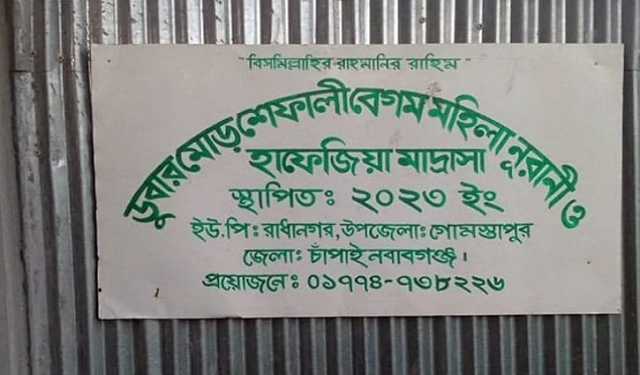 "বিসমিল্লাহির রাহমানির রাহিম"
ডুবার মোড় শেফালী বেগম মহিলা নূরানী ও
হাফেজিয়া মাদ্রাসা
স্থাপিত: ২০২৩ ইং
ইউ.পি: রাধানগর, উপজেলা: গোমস্তাপুর
জেলা: চাঁপাই নবাবগঞ্জ।
প্রয়োজনে: ০১৭৭৪-৭৩৮২২৬